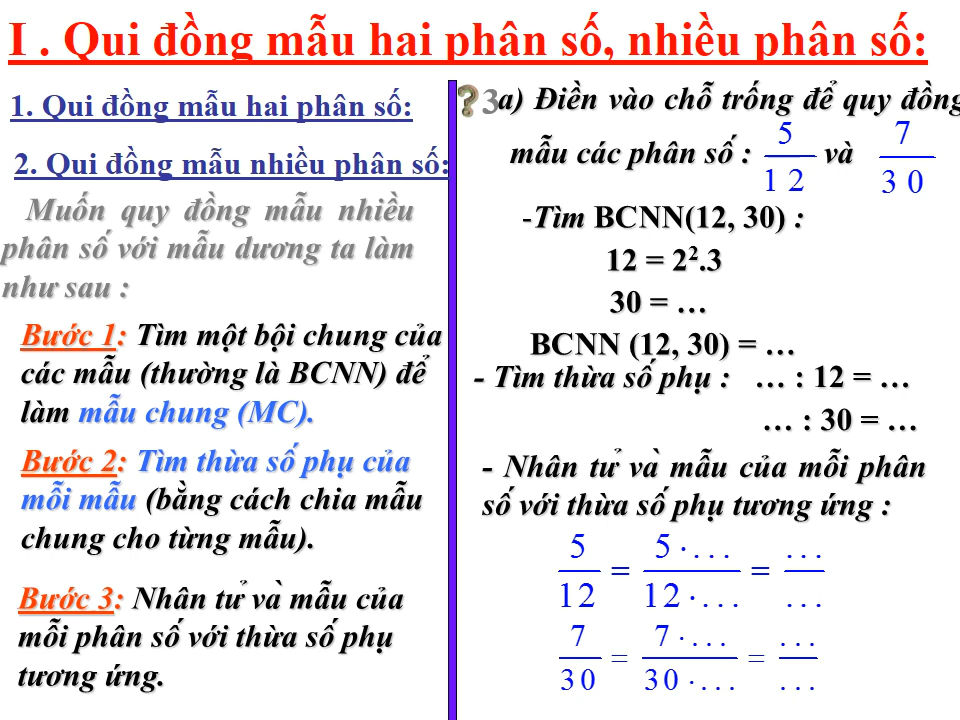 I . Qui đồng mẫu hai phân số, nhiều phân số:
1. Qui đồng mẫu hai phân số:
2. Qui đồng mẫu nhiều phân số:
Muốn quy đồng mẫu nhiều
phân số với mẫu dương ta làm
như sau :
Bước 1: Tìm một bội chung của
các mẫu (thường là BCNN) để
làm mẫu chung (MC).
Bước 2: Tìm thừa số phụ của
mỗi mẫu (bằng cách chia mẫu
chung cho từng mẫu).
Bước 3: Nhân tử và mẫu của
mỗi phân số với thừa số phụ
tương ứng.
?3 a) Điền vào chỗ trống để quy đồng
mẫu các phân số : 5/12 và 7/30
-Tìm BCNN(12, 30) :
12 = 2².3
30 = …
BCNN (12, 30) = …
- Tìm thừa số phụ : … : 12 = …
… : 30 = …
- Nhân tử và mẫu của mỗi phân
số với thừa số phụ tương ứng :
5/12 = 5·.../12·... = .../...
7/30 = 7·.../30·... = .../...